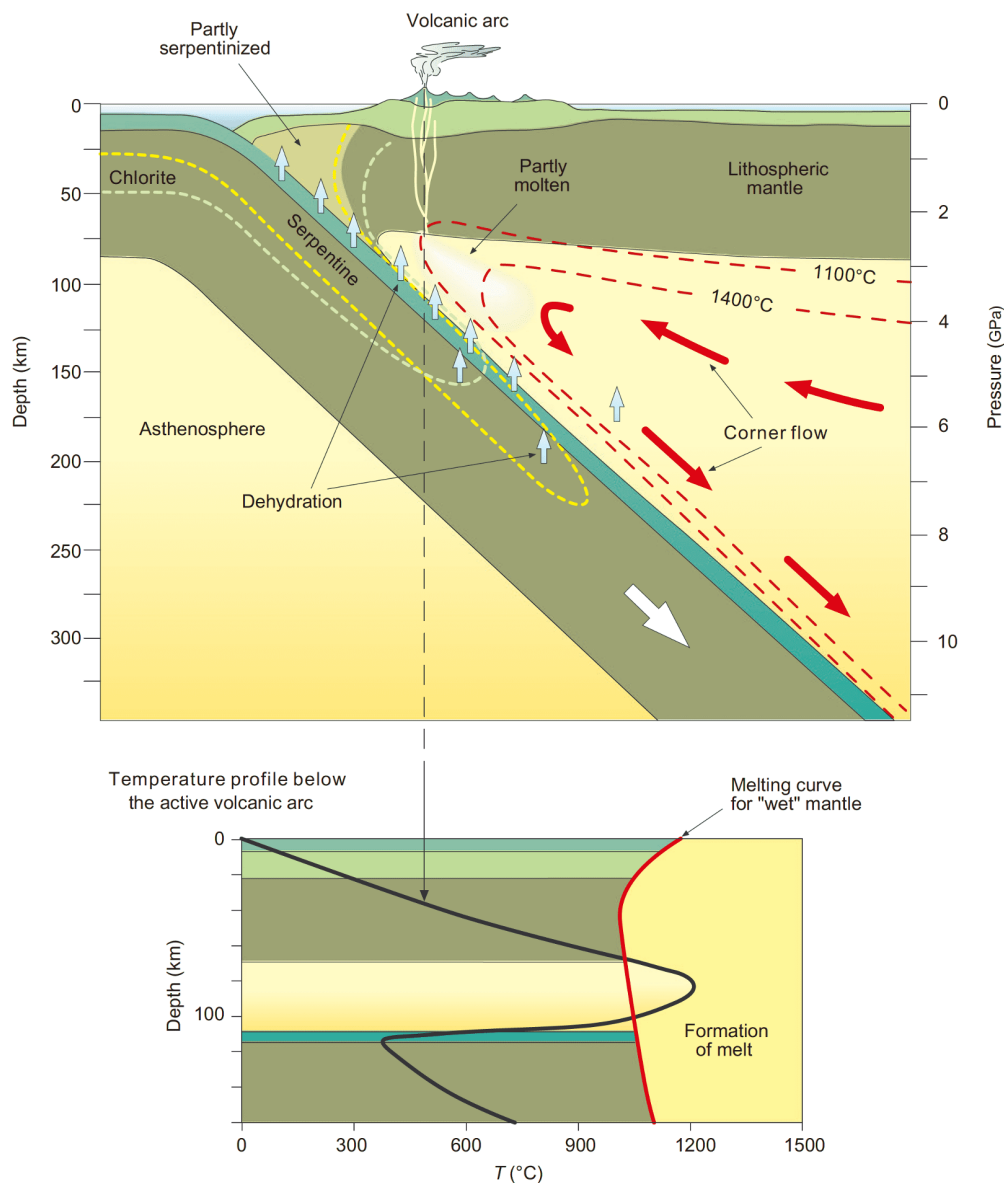 Volcanic arc
Partly
serpentinized
0
50
100
150
200
250
300
Depth (km)
0
2
4
6
8
10
Pressure (GPa)
Chlorite
Serpentine
Partly
molten
Lithospheric
mantle
1100°C
1400°C
Asthenosphere
Dehydration
Corner flow
Temperature profile below
the active volcanic arc
Melting curve
for "wet" mantle
0
100
Depth (km)
Formation
of melt
0
300
600
900
1200
1500
T (°C)